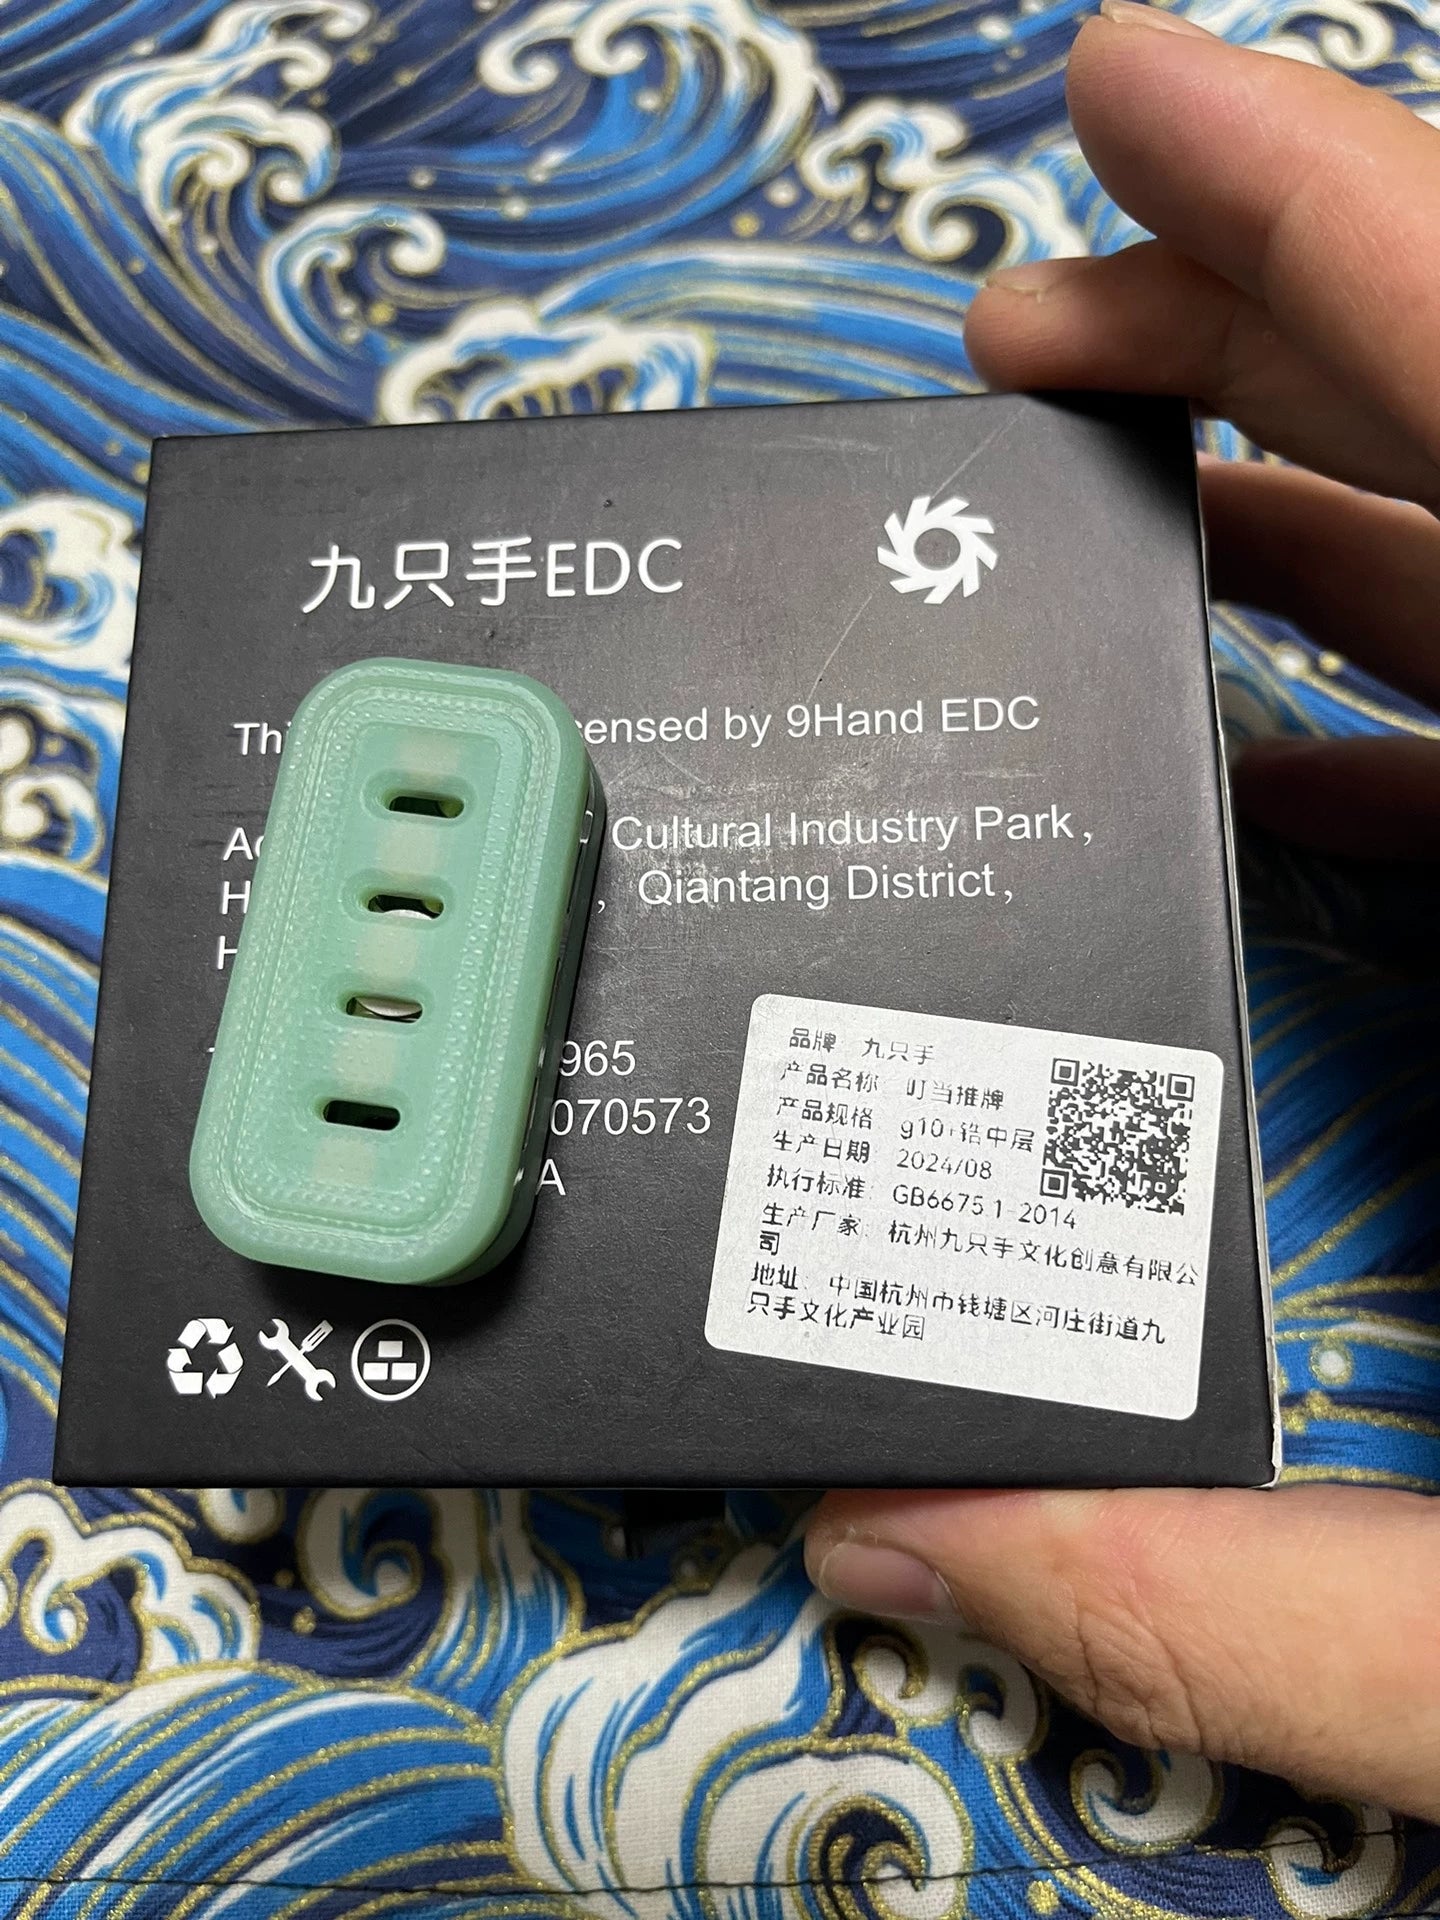 九只手EDC
ensed by 9Hand EDC
Cultural Industry Park,
Qiantang District,
965
070573
A
品牌 九只手
产品名称 叮当推牌
产品规格 g10+锆中层
生产日期 2024/08
执行标准: GB6675.1-2014
生产厂家: 杭州九只手文化创意有限公
司
地址: 中国杭州市钱塘区河庄街道九
只手文化产业园